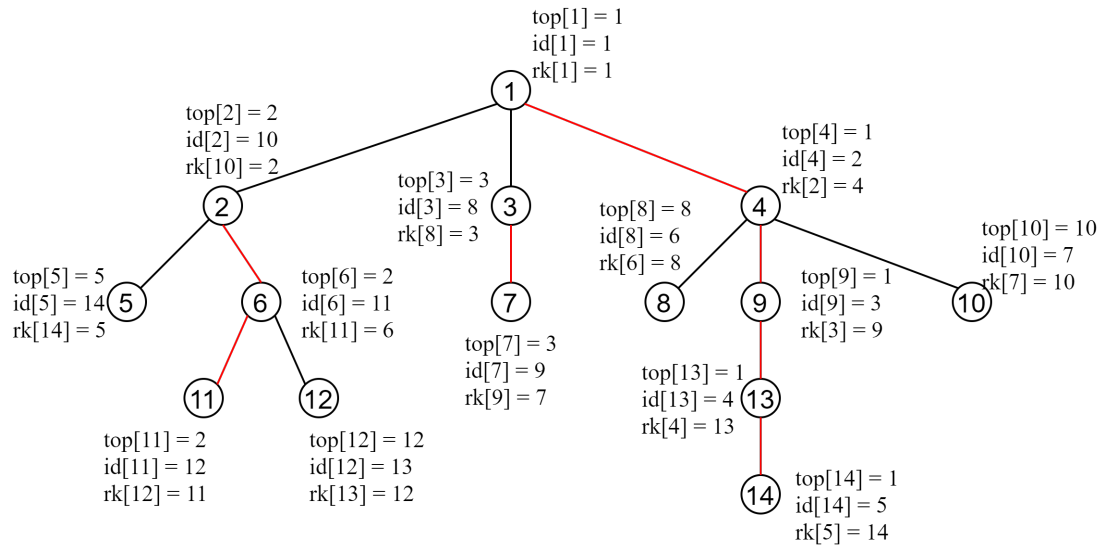 top[1] = 1
id[1] = 1
rk[1] = 1
1
top[2] = 2
id[2] = 10
rk[10] = 2
2
top[3] = 3
id[3] = 8
rk[8] = 3
3
top[4] = 1
id[4] = 2
rk[2] = 4
4
top[5] = 5
id[5] = 14
rk[14] = 5
5
6
top[6] = 2
id[6] = 11
rk[11] = 6
7
top[7] = 3
id[7] = 9
rk[9] = 7
top[8] = 8
id[8] = 6
rk[6] = 8
8
9
top[9] = 1
id[9] = 3
rk[3] = 9
top[10] = 10
id[10] = 7
rk[7] = 10
10
11
top[11] = 2
id[11] = 12
rk[12] = 11
12
top[12] = 12
id[12] = 13
rk[13] = 12
top[13] = 1
id[13] = 4
rk[4] = 13
13
14
top[14] = 1
id[14] = 5
rk[5] = 14